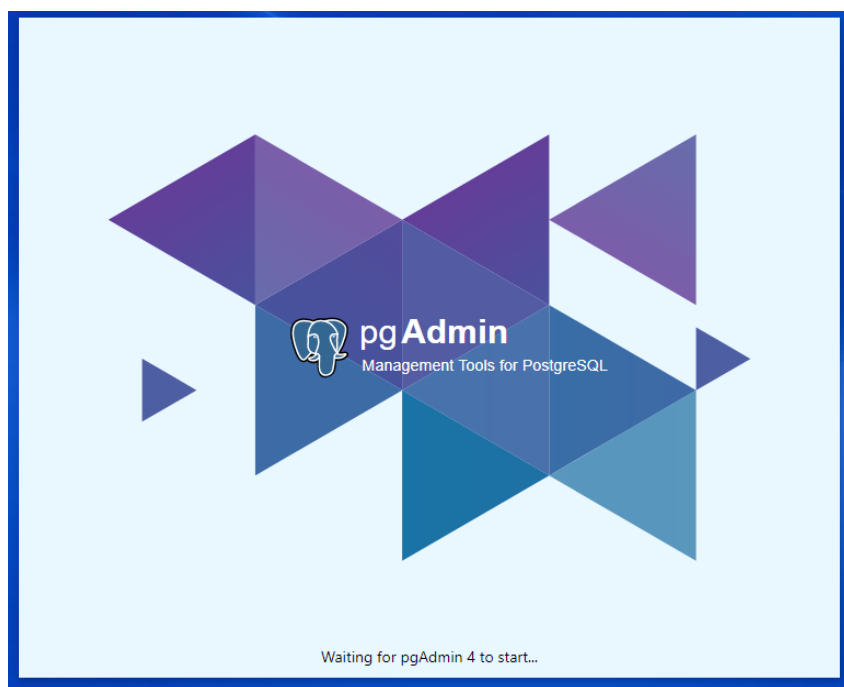 pgAdmin
Management Tools for PostgreSQL
Waiting for pgAdmin 4 to start...